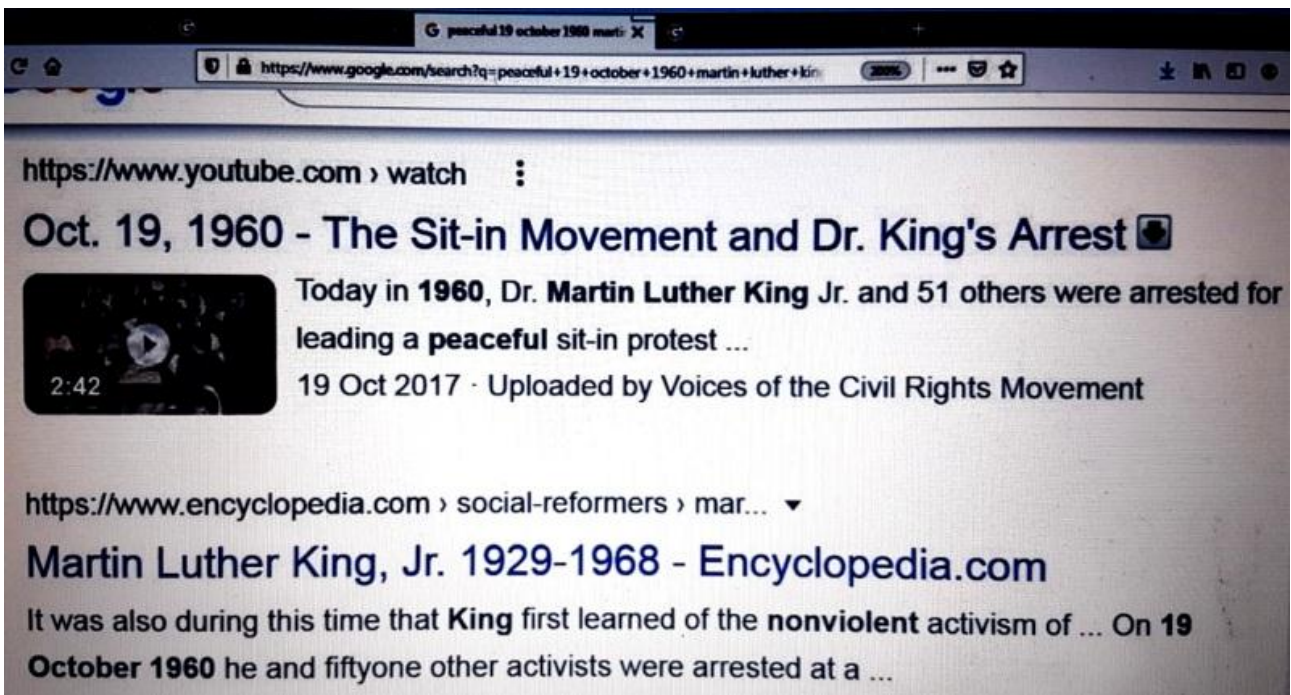 peaceful 19 october 1960 marti
https://www.google.com/search?q=peaceful+19+october+1960+martin+luther+kin
https://www.youtube.com › watch
Oct. 19, 1960 - The Sit-in Movement and Dr. King's Arrest
Today in 1960, Dr. Martin Luther King Jr. and 51 others were arrested for
leading a peaceful sit-in protest ...
2:42
19 Oct 2017 · Uploaded by Voices of the Civil Rights Movement
https://www.encyclopedia.com › social-reformers › mar...
Martin Luther King, Jr. 1929-1968 - Encyclopedia.com
It was also during this time that King first learned of the nonviolent activism of ... On 19
October 1960 he and fiftyone other activists were arrested at a ...